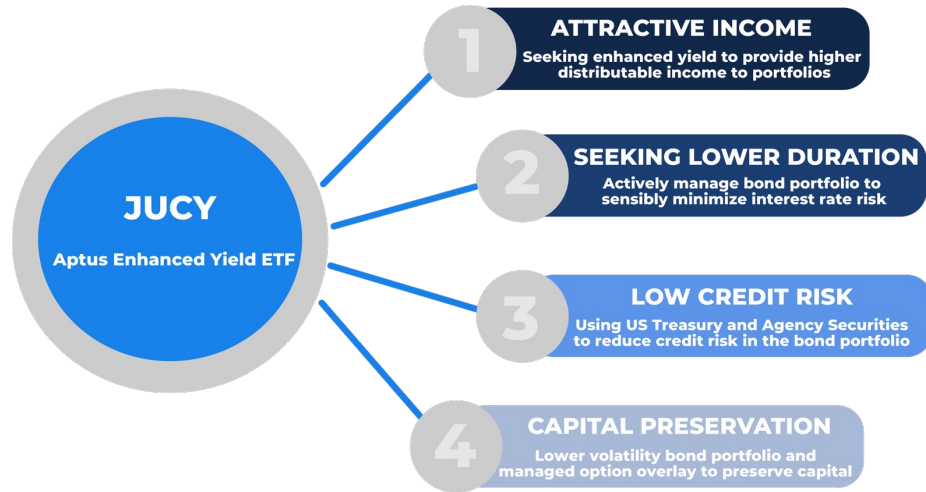 JUCY
Aptus Enhanced Yield ETF
1
ATTRACTIVE INCOME
Seeking enhanced yield to provide higher
distributable income to portfolios
2
SEEKING LOWER DURATION
Actively manage bond portfolio to
sensibly minimize interest rate risk
3
LOW CREDIT RISK
Using US Treasury and Agency Securities
to reduce credit risk in the bond portfolio
4
CAPITAL PRESERVATION
Lower volatility bond portfolio and
managed option overlay to preserve capital